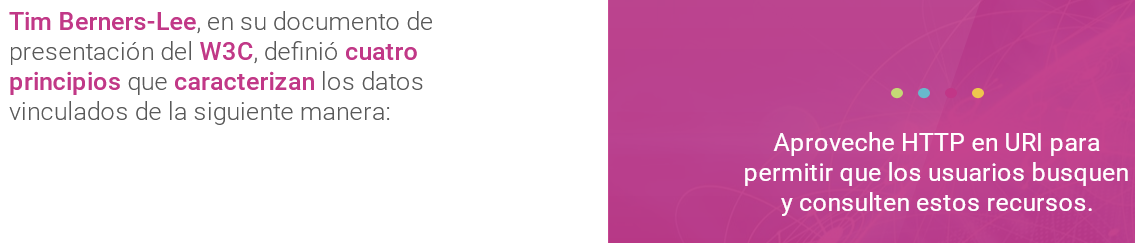 Tim Berners-Lee, en su documento de
presentación del W3C, definió cuatro
principios que caracterizan los datos
vinculados de la siguiente manera:
Aproveche HTTP en URI para
permitir que los usuarios busquen
y consulten estos recursos.